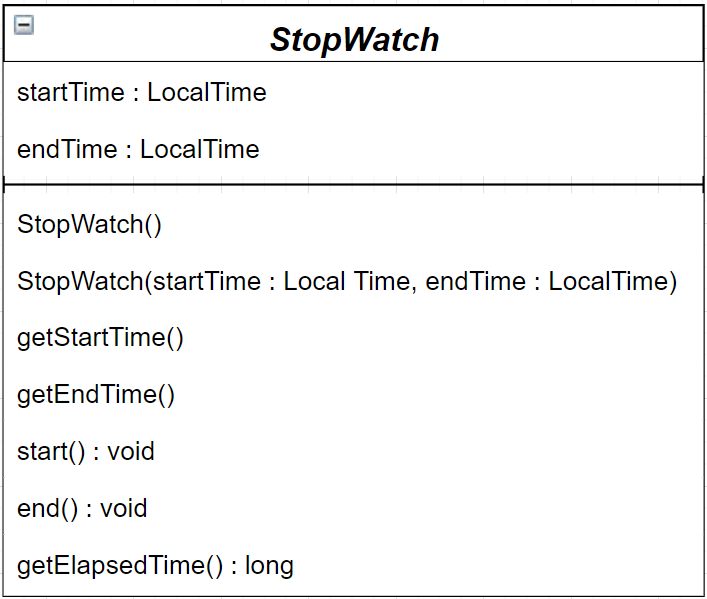 StopWatch
startTime : LocalTime
endTime : LocalTime
StopWatch()
StopWatch(startTime : Local Time, endTime : LocalTime)
getStartTime()
getEndTime()
start() : void
end() : void
getElapsedTime() : long